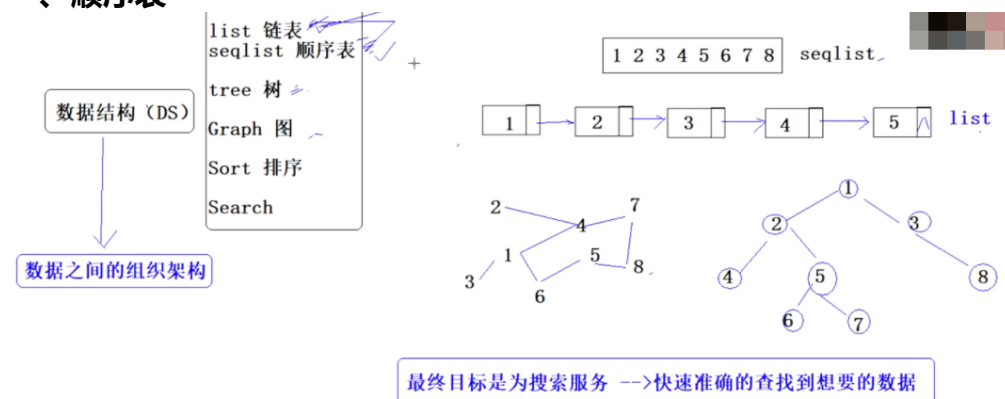 、顺序表
list 链表
seqlist 顺序表
tree 树
Graph 图
Sort 排序
Search
数据结构（DS）
数据之间的组织架构
1 2 3 4 5 6 7 8 seqlist
1 2 3 4 5 list
2 4 7
1 5 8
3 6
1
2 3
4 5 8
6 7
最终目标是为搜索服务 -->快速准确的查找到想要的数据